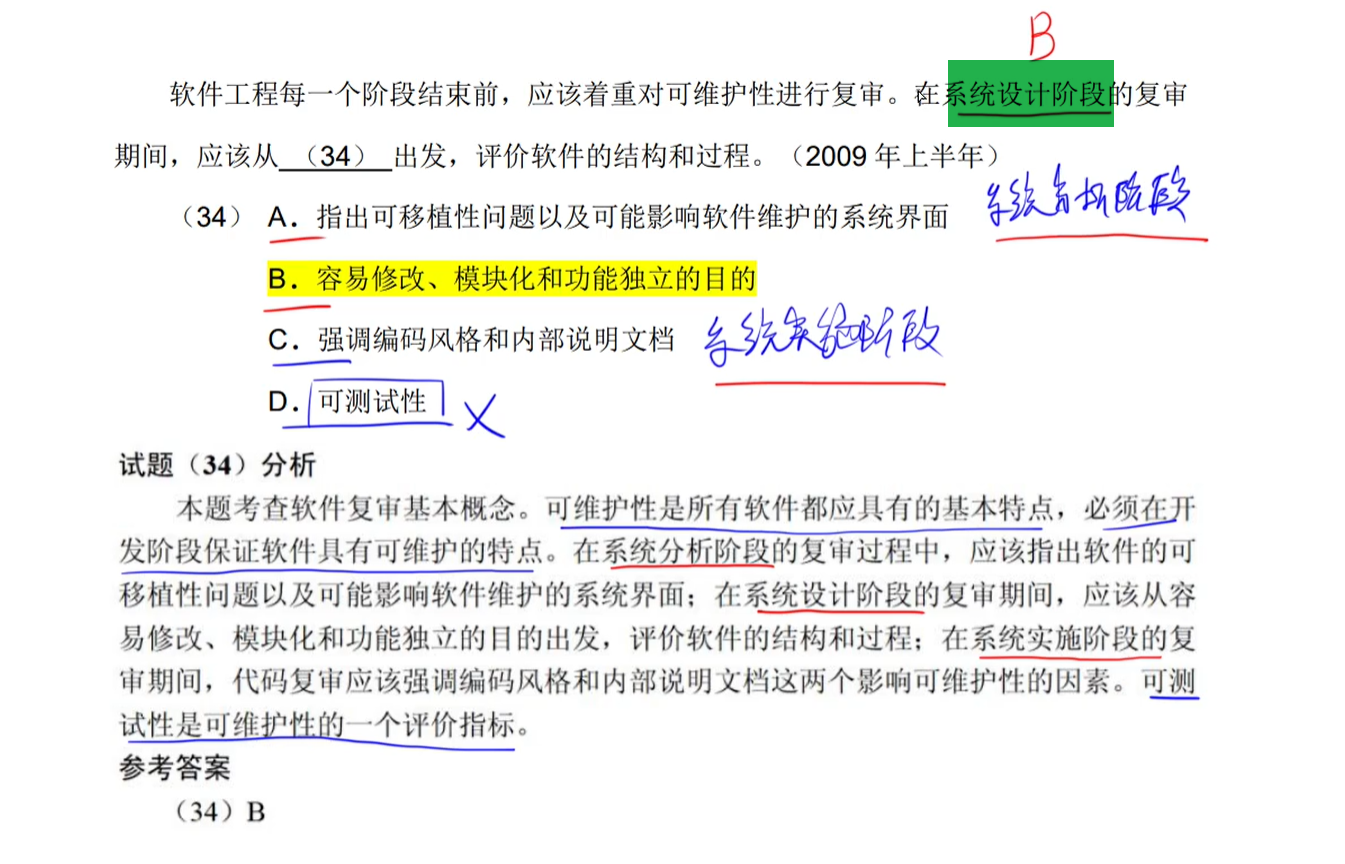 B
软件工程每一个阶段结束前，应该着重对可维护性进行复审。在系统设计阶段的复审
期间，应该从 （34） 出发，评价软件的结构和过程。（2009 年上半年）
（34） A．指出可移植性问题以及可能影响软件维护的系统界面 系统分析阶段
B．容易修改、模块化和功能独立的目的
C．强调编码风格和内部说明文档 系统实施阶段
D．可测试性 ×
试题（34）分析
本题考查软件复审基本概念。可维护性是所有软件都应具有的基本特点，必须在开
发阶段保证软件具有可维护的特点。在系统分析阶段的复审过程中，应该指出软件的可
移植性问题以及可能影响软件维护的系统界面；在系统设计阶段的复审期间，应该从容
易修改、模块化和功能独立的目的出发，评价软件的结构和过程；在系统实施阶段的复
审期间，代码复审应该强调编码风格和内部说明文档这两个影响可维护性的因素。可测
试性是可维护性的一个评价指标。
参考答案
（34）B